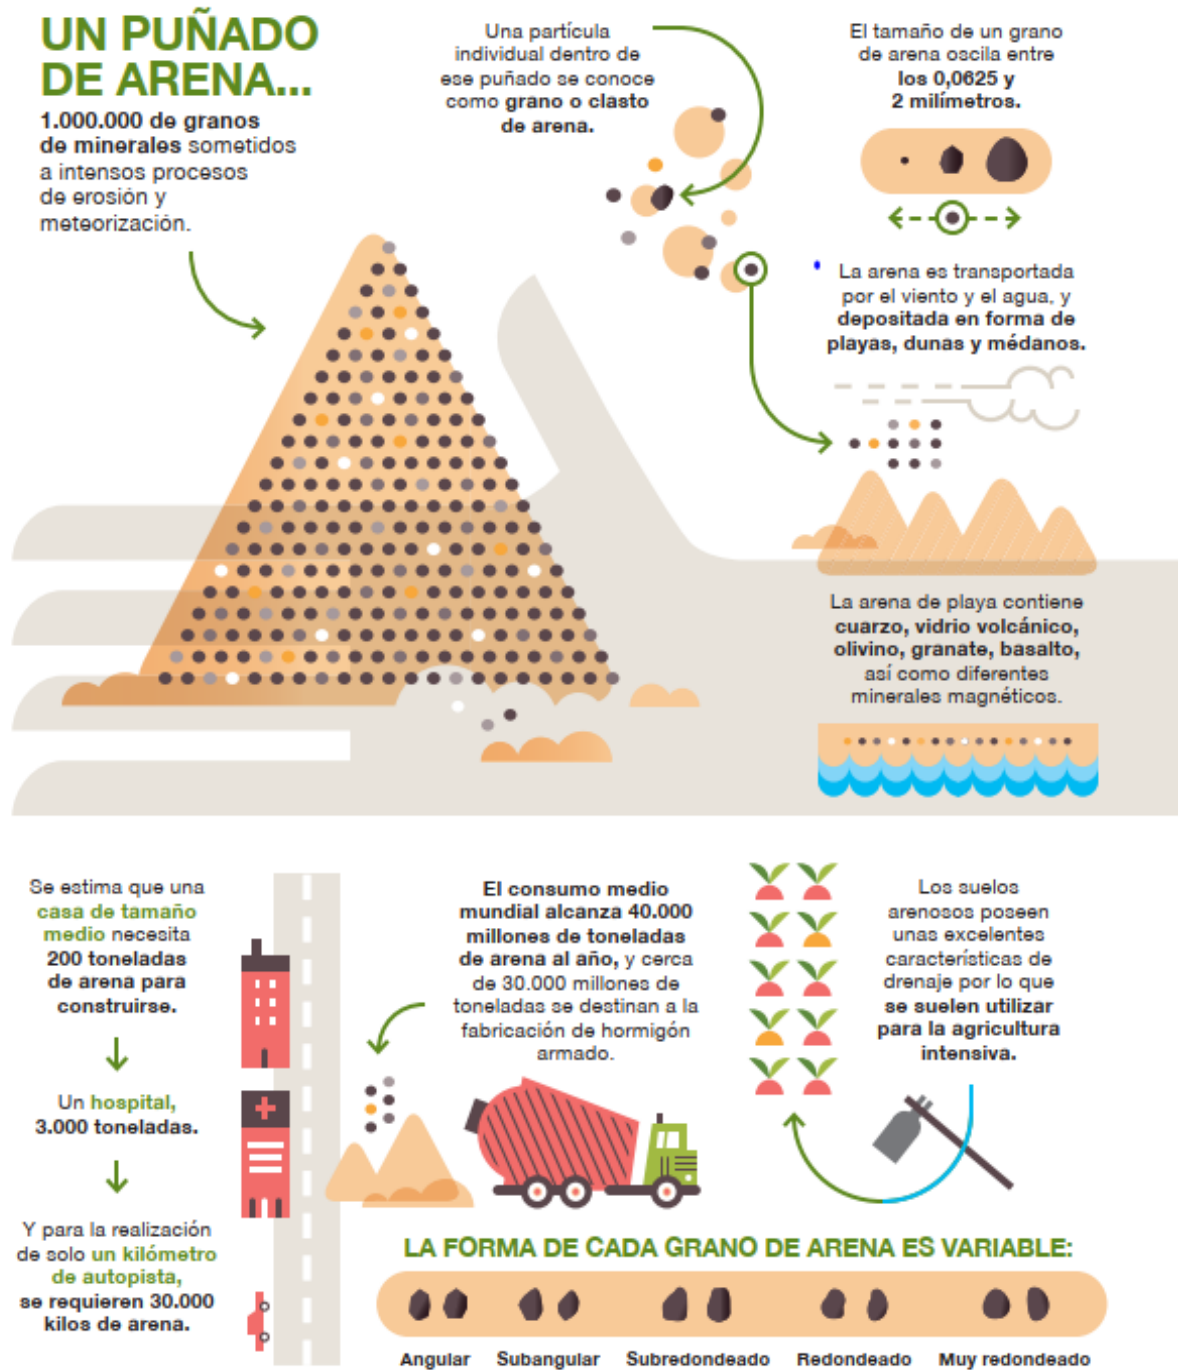 UN PUÑADO
DE ARENA...
1.000.000 de granos
de minerales sometidos
a intensos procesos
de erosión y
meteorización.
Una partícula
individual dentro de
ese puñado se conoce
como grano o clasto
de arena.
El tamaño de un grano
de arena oscila entre
los 0,0625 y
2 milímetros.
La arena es transportada
por el viento y el agua, y
depositada en forma de
playas, dunas y médanos.
La arena de playa contiene
cuarzo, vidrio volcánico,
olivino, granate, basalto,
así como diferentes
minerales magnéticos.
Se estima que una
casa de tamaño
medio necesita
200 toneladas
de arena para
construirse.
Un hospital,
3.000 toneladas.
Y para la realización
de solo un kilómetro
de autopista,
se requieren 30.000
kilos de arena.
El consumo medio
mundial alcanza 40.000
millones de toneladas
de arena al año, y cerca
de 30.000 millones de
toneladas se destinan a la
fabricación de hormigón
armado.
Los suelos
arenosos poseen
unas excelentes
características de
drenaje por lo que
se suelen utilizar
para la agricultura
intensiva.
LA FORMA DE CADA GRANO DE ARENA ES VARIABLE:
Angular Subangular Subredondeado Redondeado Muy redondeado